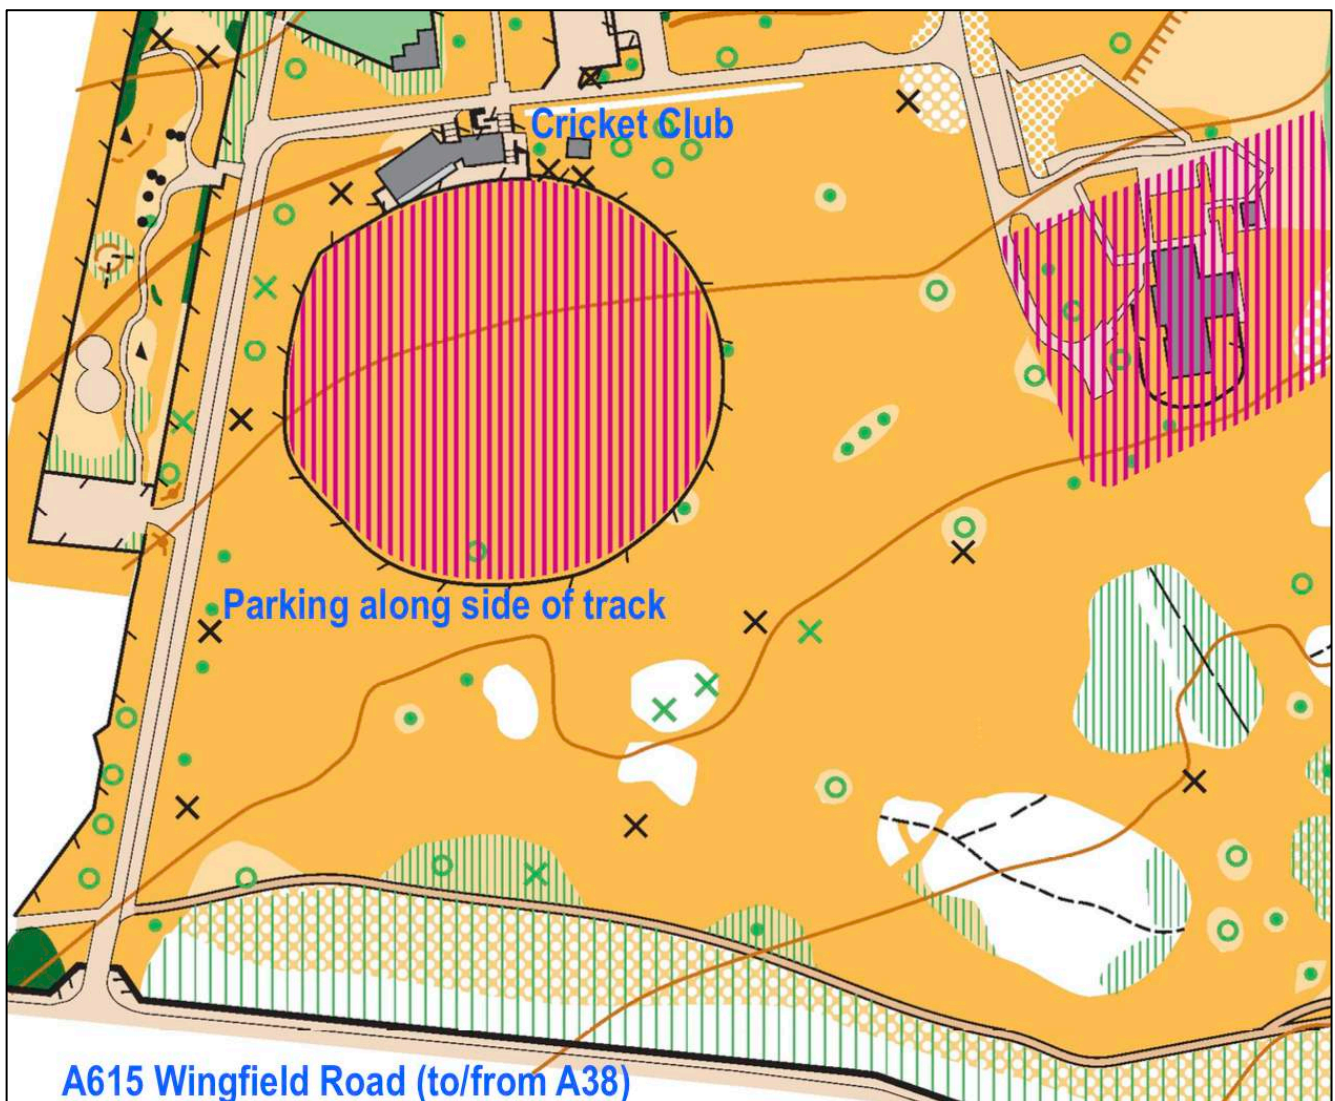 Cricket Club
Parking along side of track
A615 Wingfield Road (to/from A38)